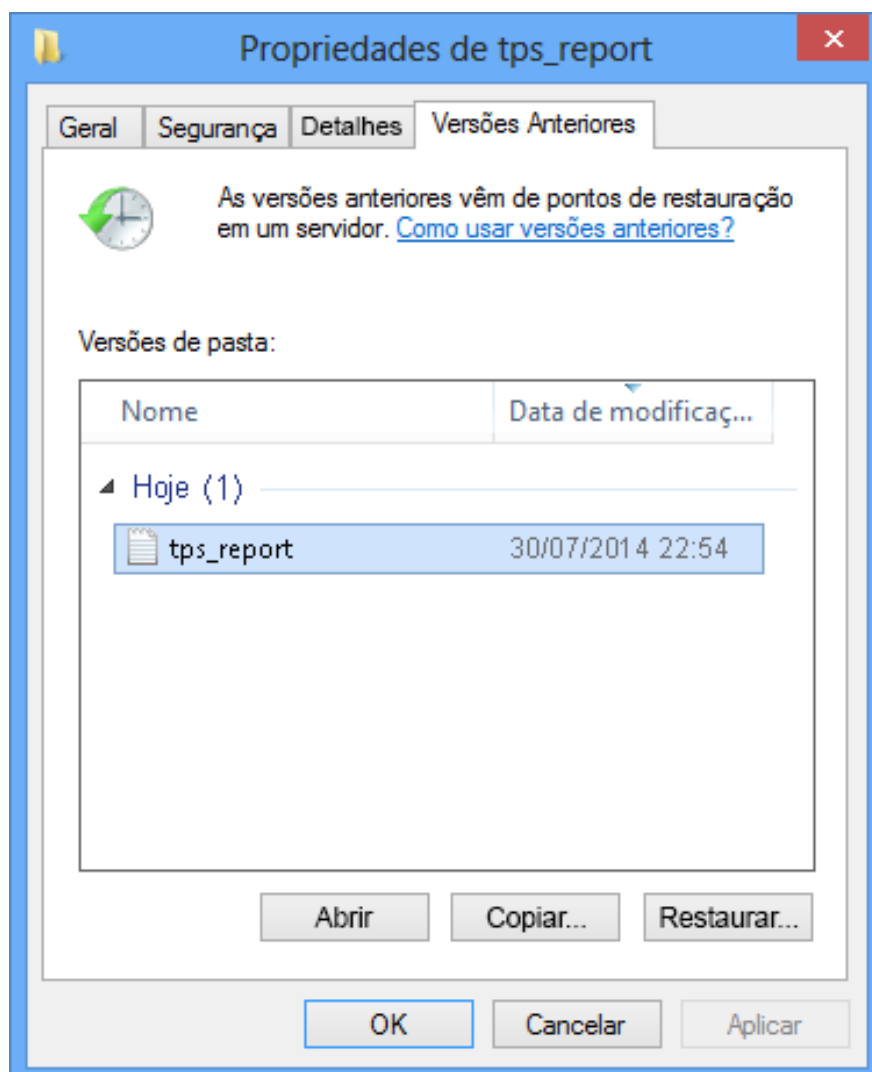 Propriedades de tps_report
Geral Segurança Detalhes Versões Anteriores
As versões anteriores vêm de pontos de restauração
em um servidor. Como usar versões anteriores?
Versões de pasta:
Nome Data de modificaç...
Hoje (1)
tps_report 30/07/2014 22:54
Abrir Copiar... Restaurar...
OK Cancelar Aplicar